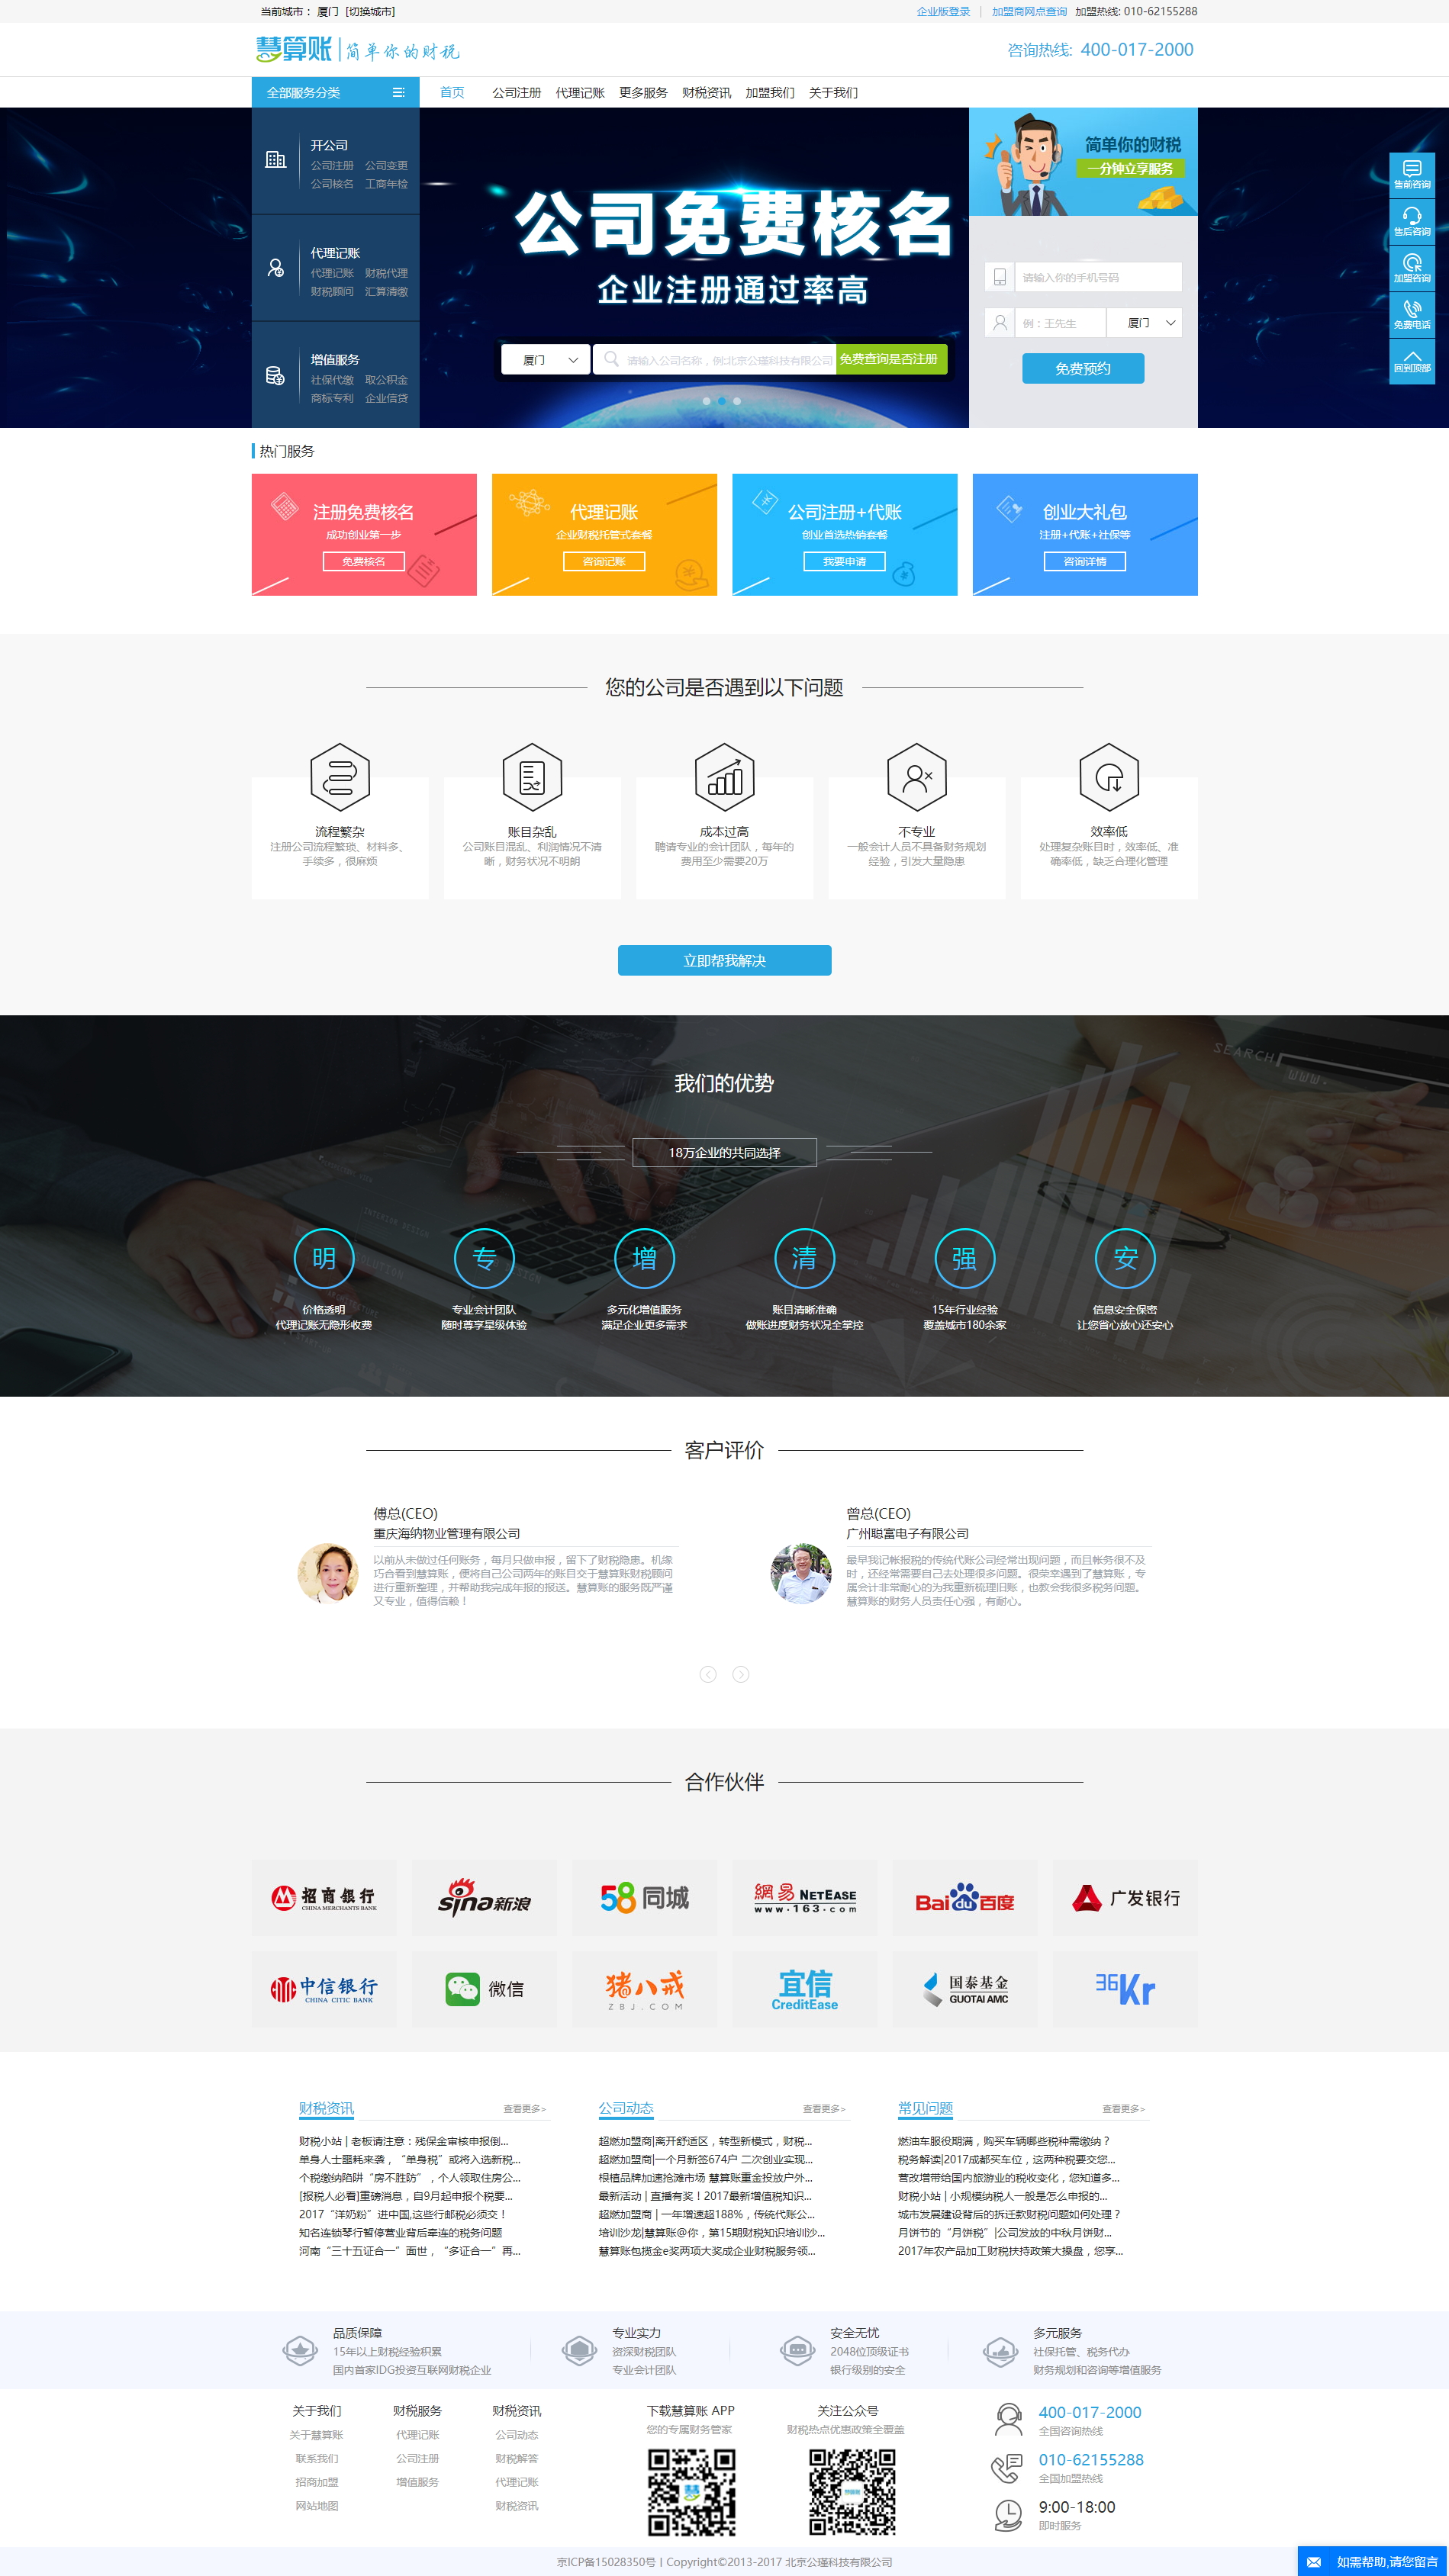 当前城市： 厦门 [切换城市]
企业版登录 | 加盟商网点查询 加盟热线: 010-62155288
慧算账 简单你的财税
咨询热线: 400-017-2000
全部服务分类
首页 公司注册 代理记账 更多服务 财税资讯 加盟我们 关于我们
开公司
公司注册 公司变更
公司核名 工商年检
代理记账
代理记账 财税代理
财税顾问 汇算清缴
增值服务
社保代缴 取公积金
商标专利 企业信贷
公司免费核名
企业注册通过率高
厦门
请输入公司名称，例:北京公瑾科技有限公司
免费查询是否注册
简单你的财税
一分钟立享服务
请输入你的手机号码
例：王先生
厦门
免费预约
售前咨询
售后咨询
加盟咨询
免费电话
回到顶部
热门服务
注册免费核名
成功创业第一步
免费核名
代理记账
企业财税托管式套餐
咨询记账
公司注册+代账
创业首选热销套餐
我要申请
创业大礼包
注册+代账+社保等
咨询详情
您的公司是否遇到以下问题
流程繁杂
注册公司流程繁琐、材料多、
手续多，很麻烦
账目杂乱
公司账目混乱、利润情况不清
晰，财务状况不明朗
成本过高
聘请专业的会计团队，每年的
费用至少需要20万
不专业
一般会计人员不具备财务规划
经验，引发大量隐患
效率低
处理复杂账目时，效率低、准
确率低，缺乏合理化管理
立即帮我解决
我们的优势
18万企业的共同选择
明
价格透明
代理记账无隐形收费
专
专业会计团队
随时尊享星级体验
增
多元化增值服务
满足企业更多需求
清
账目清晰准确
做账进度财务状况全掌控
强
15年行业经验
覆盖城市180余家
安
信息安全保密
让您省心放心还安心
客户评价
傅总(CEO)
重庆海纳物业管理有限公司
以前从未做过任何账务，每月只做申报，留下了财税隐患。机缘
巧合看到慧算账，便将自己公司两年的账目交于慧算账财税顾问
进行重新整理，并帮助我完成年报的报送。慧算账的服务既严谨
又专业，值得信赖！
曾总(CEO)
广州聪富电子有限公司
最早我记帐报税的传统代账公司经常出现问题，而且帐务很不及
时，还经常需要自己去处理很多问题。很荣幸遇到了慧算账，专
属会计非常耐心的为我重新梳理旧账，也教会我很多税务问题。
慧算账的财务人员责任心强，有耐心。
合作伙伴
招商银行 CHINA MERCHANTS BANK
sina新浪
58同城
網易 NETEASE www.163.com
Bai du 百度
广发银行
中信银行 CHINA CITIC BANK
微信
猪八戒 ZBJ.COM
宜信 CreditEase
国泰基金 GUOTAI AMC
36Kr
财税资讯 查看更多>
财税小站 | 老板请注意：残保金审核申报倒...
单身人士噩耗来袭，“单身税”或将入选新税...
个税缴纳陷阱“房不胜防”，个人领取住房公...
[报税人必看]重磅消息，自9月起申报个税要...
2017“洋奶粉”进中国,这些行邮税必须交！
知名连锁琴行暂停营业背后牵连的税务问题
河南“三十五证合一”面世，“多证合一”再...
公司动态 查看更多>
超燃加盟商|离开舒适区，转型新模式，财税...
超燃加盟商|一个月新签674户 二次创业实现...
根植品牌加速抢滩市场 慧算账重金投放户外...
最新活动 | 直播有奖！2017最新增值税知识...
超燃加盟商 | 一年增速超188%，传统代账公...
培训沙龙|慧算账@你，第15期财税知识培训沙...
慧算账包揽金e奖两项大奖成企业财税服务领...
常见问题 查看更多>
燃油车服役期满，购买车辆哪些税种需缴纳？
税务解读|2017成都买车位，这两种税要交您...
营改增带给国内旅游业的税收变化，您知道多...
财税小站 | 小规模纳税人一般是怎么申报的...
城市发展建设背后的拆迁款财税问题如何处理？
月饼节的“月饼税”|公司发放的中秋月饼财...
2017年农产品加工财税扶持政策大操盘，您享...
品质保障
15年以上财税经验积累
国内首家IDG投资互联网财税企业
专业实力
资深财税团队
专业会计团队
安全无忧
2048位顶级证书
银行级别的安全
多元服务
社保托管、税务代办
财务规划和咨询等增值服务
关于我们
关于慧算账
联系我们
招商加盟
网站地图
财税服务
代理记账
公司注册
增值服务
财税资讯
公司动态
财税解答
代理记账
财税资讯
下载慧算账 APP
您的专属财务管家
关注公众号
财税热点优惠政策全覆盖
400-017-2000
全国咨询热线
010-62155288
全国加盟热线
9:00-18:00
即时服务
京ICP备15028350号 | Copyright©2013-2017 北京公瑾科技有限公司
如需帮助,请您留言